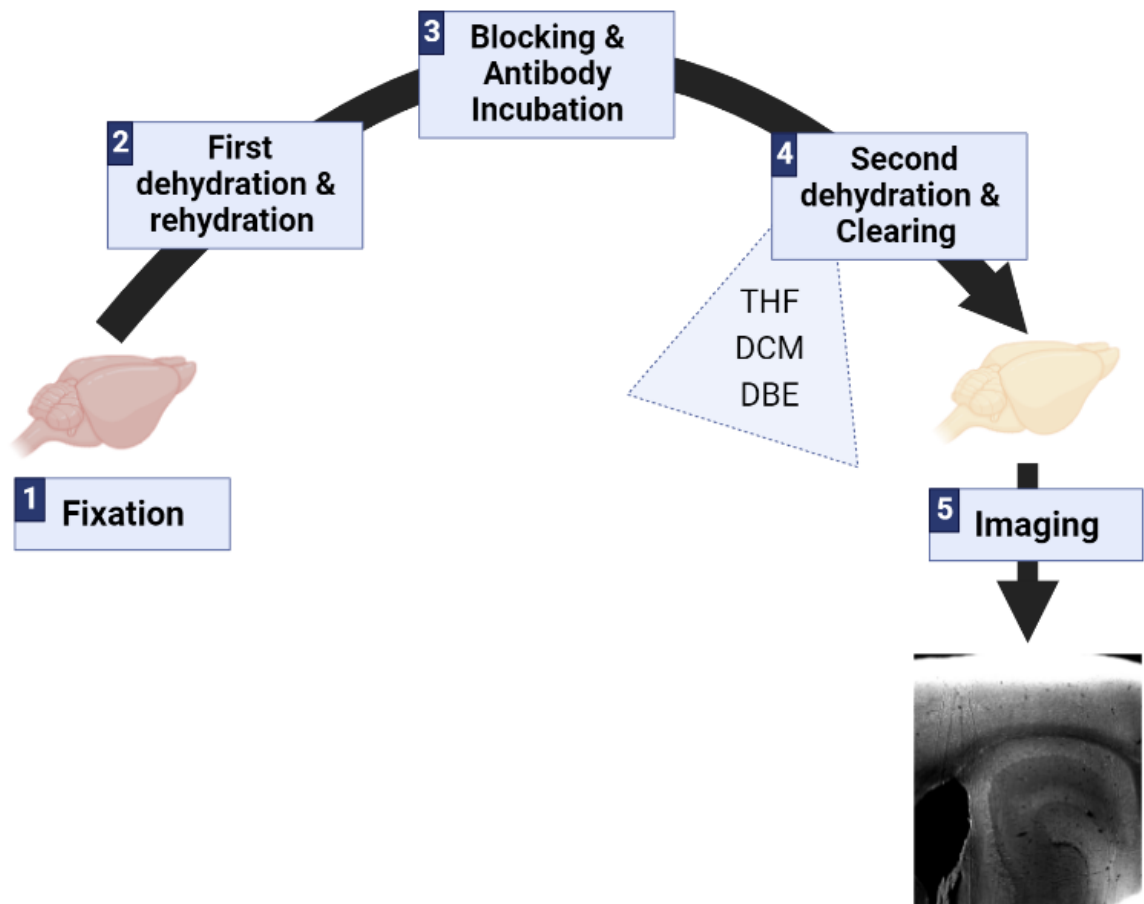 1
Fixation
2
First
dehydration &
rehydration
3
Blocking &
Antibody
Incubation
4
Second
dehydration &
Clearing
THF
DCM
DBE
5
Imaging